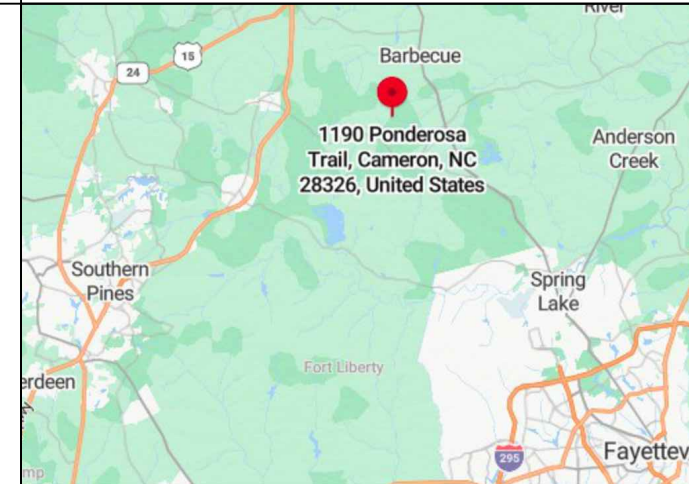 River
15
24
Barbecue
1190 Ponderosa
Trail, Cameron, NC
28326, United States
Anderson
Creek
Southern
Pines
Spring
Lake
Fort Liberty
erdeen
295
Fayettev
mp